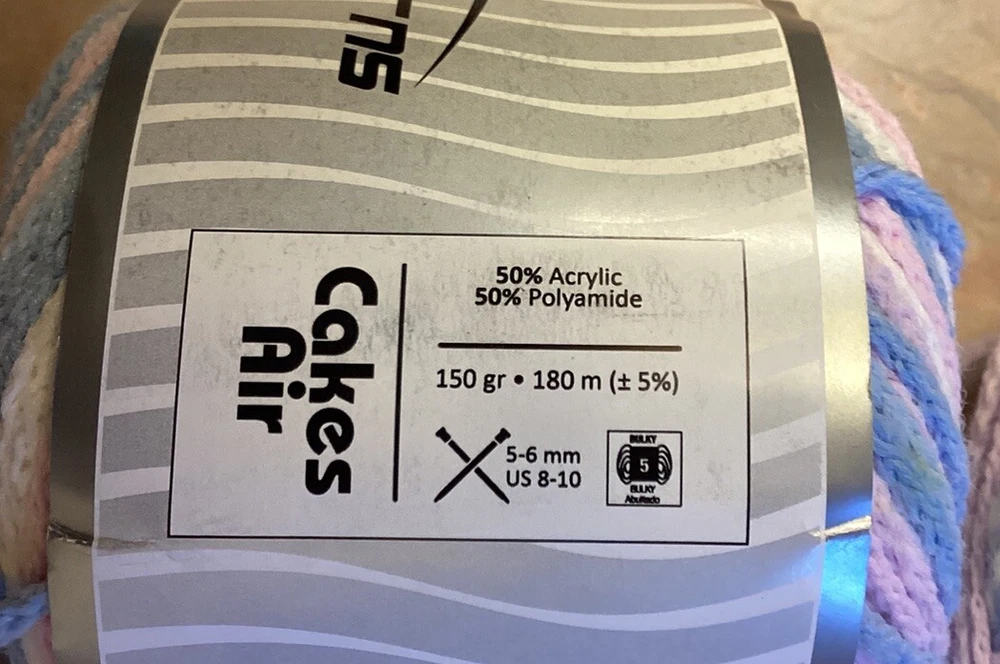 Cakes
Air
50% Acrylic
50% Polyamide
150 gr • 180 m (± 5%)
5-6 mm
US 8-10
BULKY
5
BULKY
Abultado